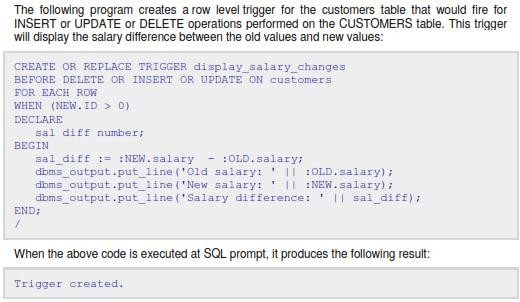 The following program creates a row level trigger for the customers table that would fire for
INSERT or UPDATE or DELETE operations performed on the CUSTOMERS table. This trigger
will display the salary difference between the old values and new values:
CREATE OR REPLACE TRIGGER display_salary_changes
BEFORE DELETE OR INSERT OR UPDATE ON customers
FOR EACH ROW
WHEN (NEW.ID > 0)
DECLARE
sal_diff number;
BEGIN
sal_diff := :NEW.salary - :OLD.salary;
dbms_output.put_line('Old salary: ' || :OLD.salary);
dbms_output.put_line('New salary: ' || :NEW.salary);
dbms_output.put_line('Salary difference: ' || sal_diff);
END;
/
When the above code is executed at SQL prompt, it produces the following result:
Trigger created.